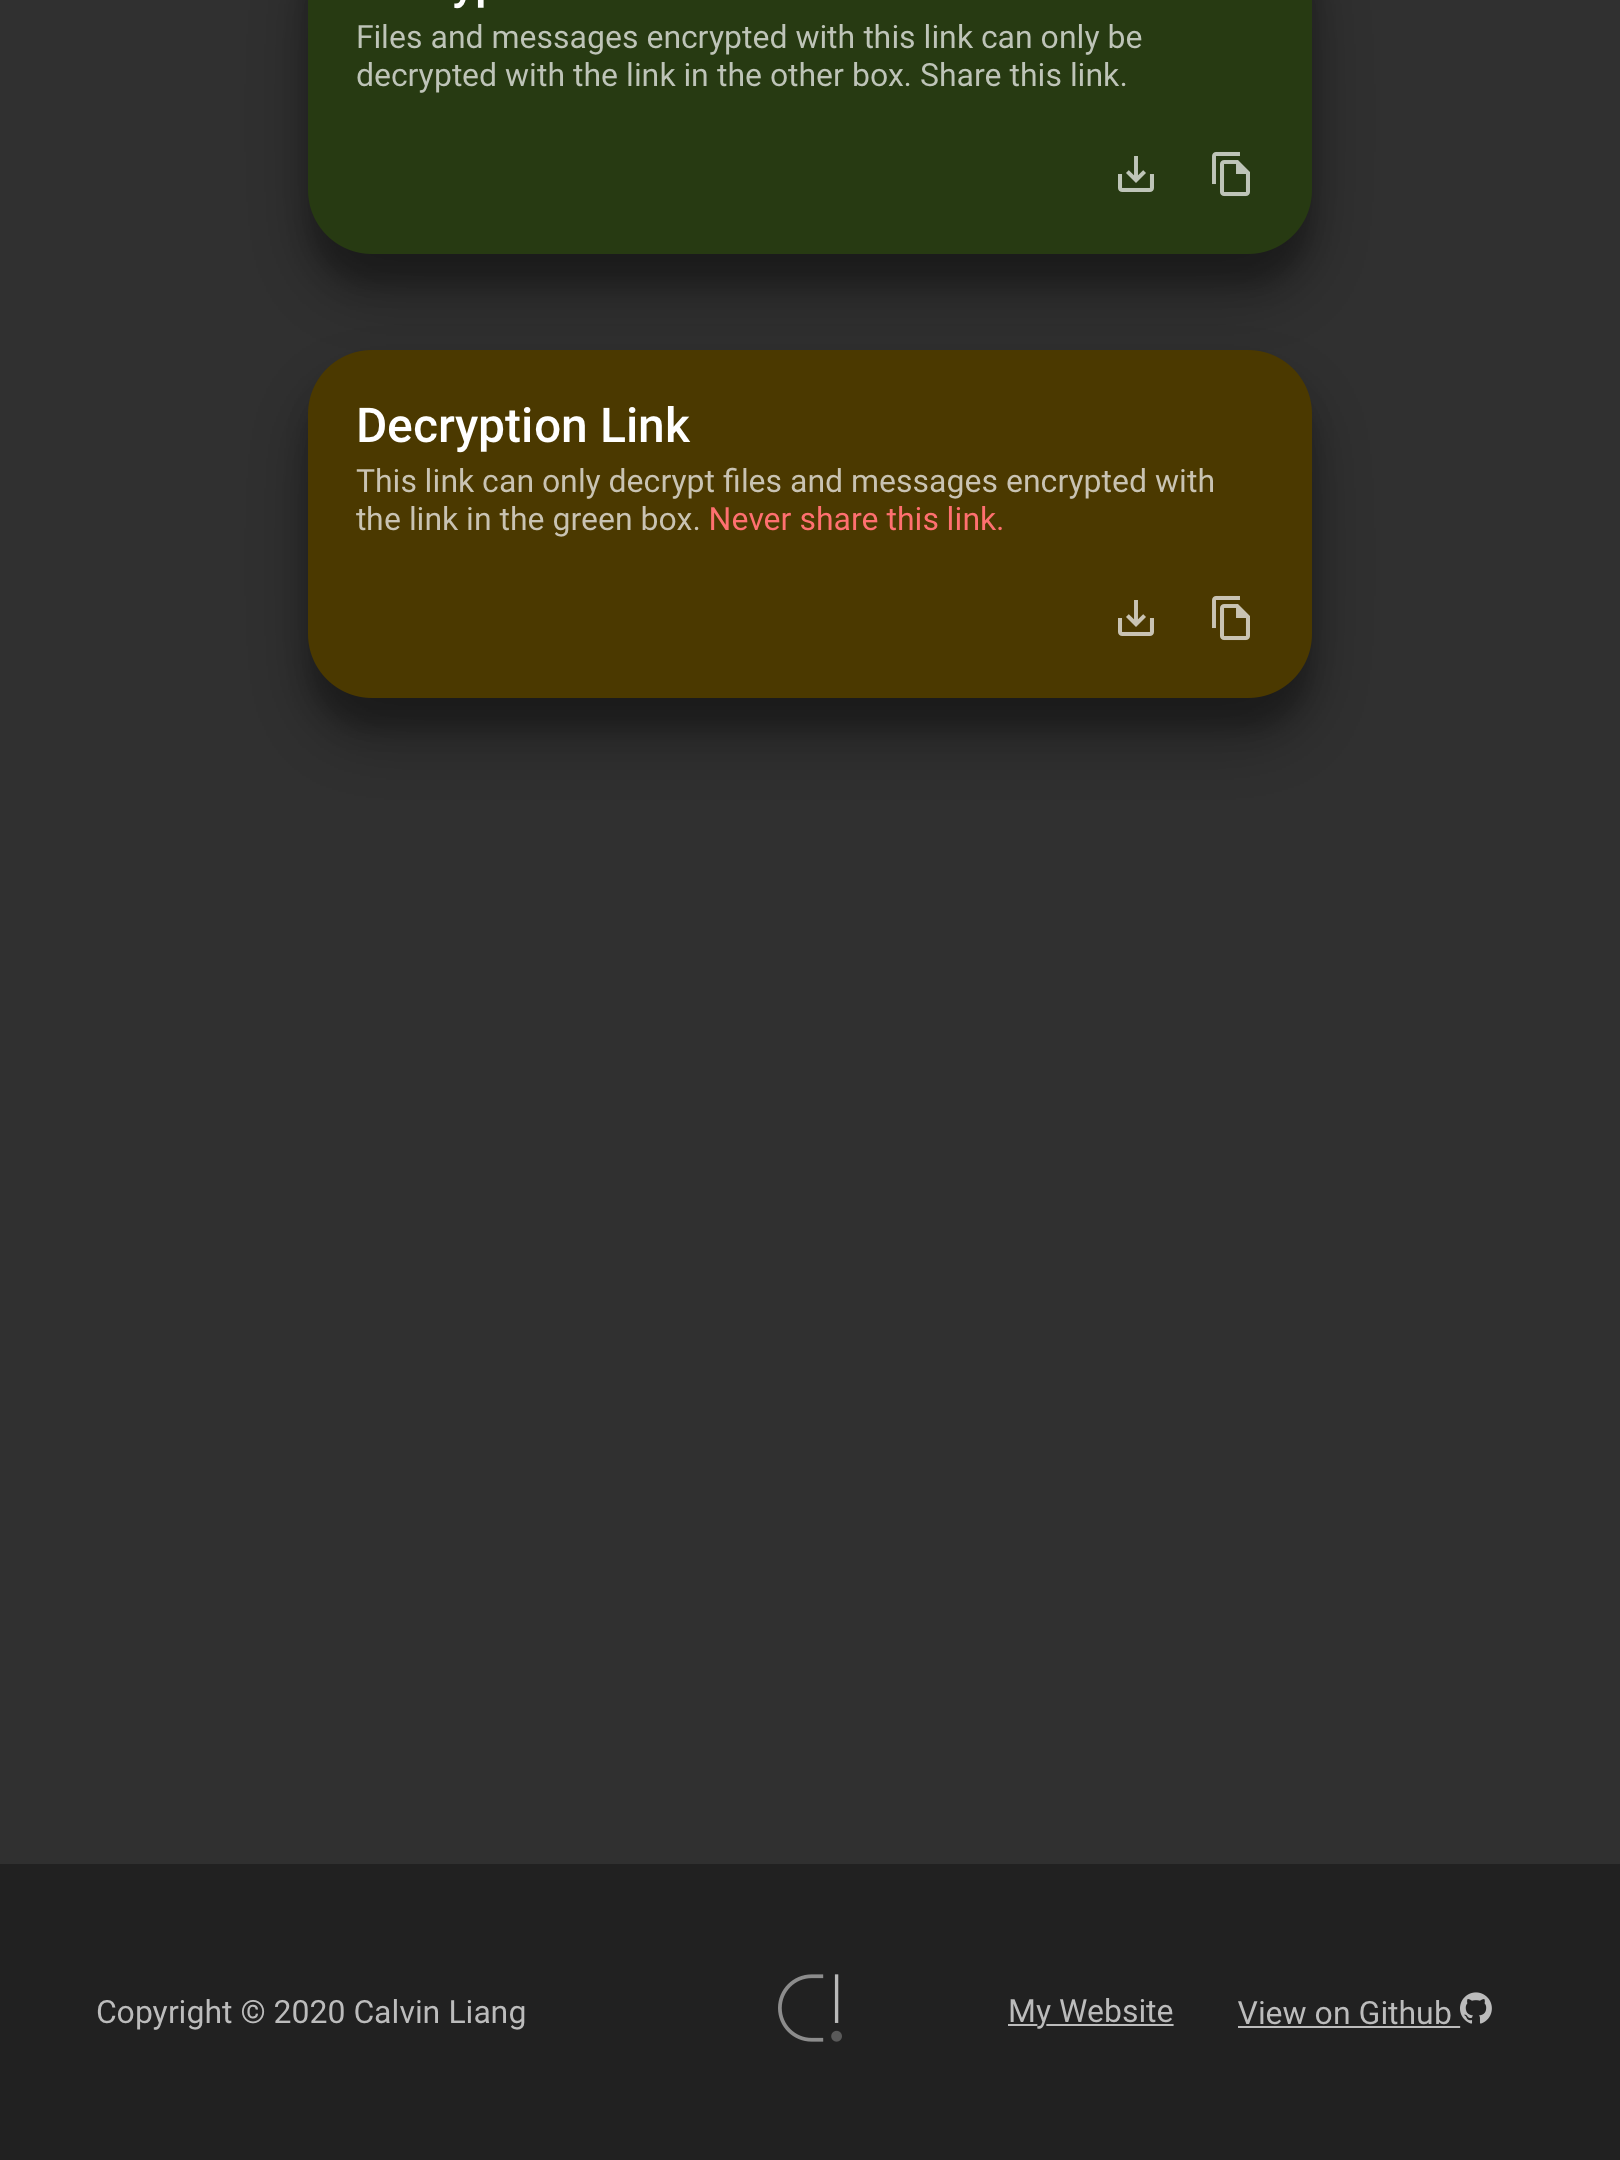 Files and messages encrypted with this link can only be
decrypted with the link in the other box. Share this link.
Decryption Link
This link can only decrypt files and messages encrypted with
the link in the green box. Never share this link.
Copyright © 2020 Calvin Liang
My Website
View on Github